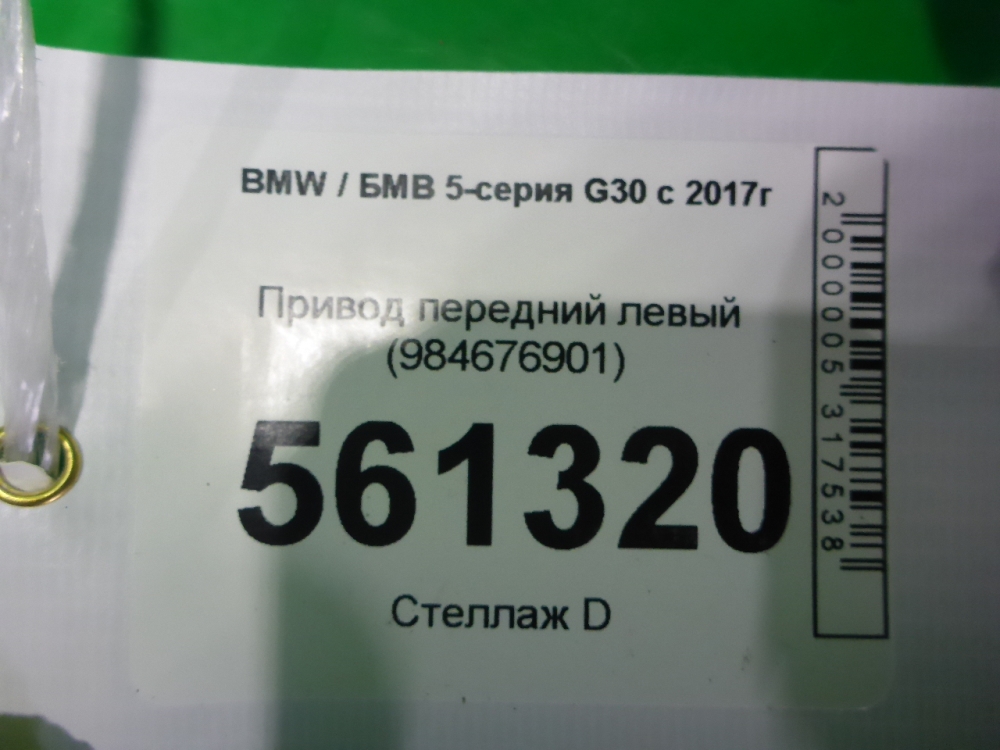 BMW / БМВ 5-серия G30 с 2017г
Привод передний левый
(984676901)
561320
Стеллаж D
2000005317538